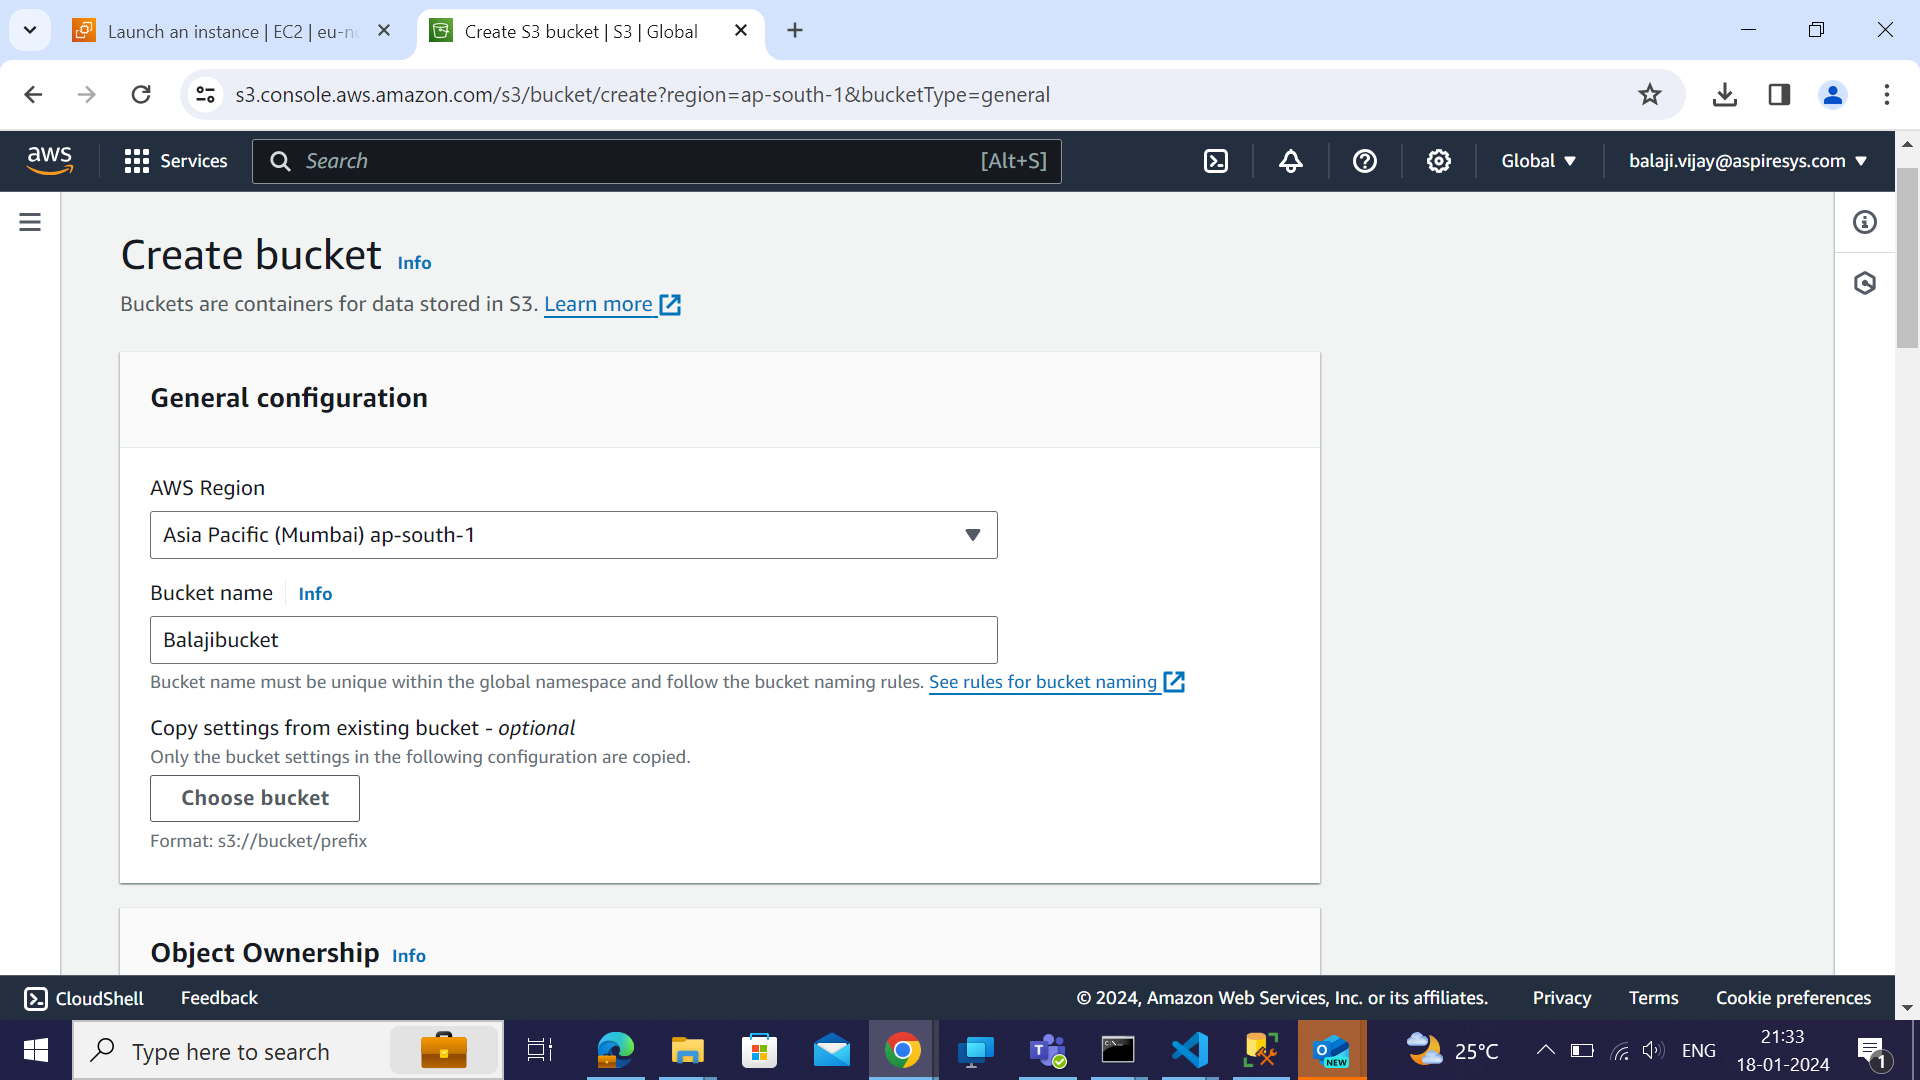 Launch an instance | EC2 | eu-no
Create S3 bucket | S3 | Global
s3.console.aws.amazon.com/s3/bucket/create?region=ap-south-1&bucketType=general
aws
Services
Search
[Alt+S]
Global
balaji.vijay@aspiresys.com
Create bucket Info
Buckets are containers for data stored in S3. Learn more
General configuration
AWS Region
Asia Pacific (Mumbai) ap-south-1
Bucket name
Info
Balajibucket
Bucket name must be unique within the global namespace and follow the bucket naming rules. See rules for bucket naming
Copy settings from existing bucket - optional
Only the bucket settings in the following configuration are copied.
Choose bucket
Format: s3://bucket/prefix
Object Ownership Info
CloudShell
Feedback
© 2024, Amazon Web Services, Inc. or its affiliates.
Privacy
Terms
Cookie preferences
Type here to search
NEW
25°C
ENG
21:33
18-01-2024
1